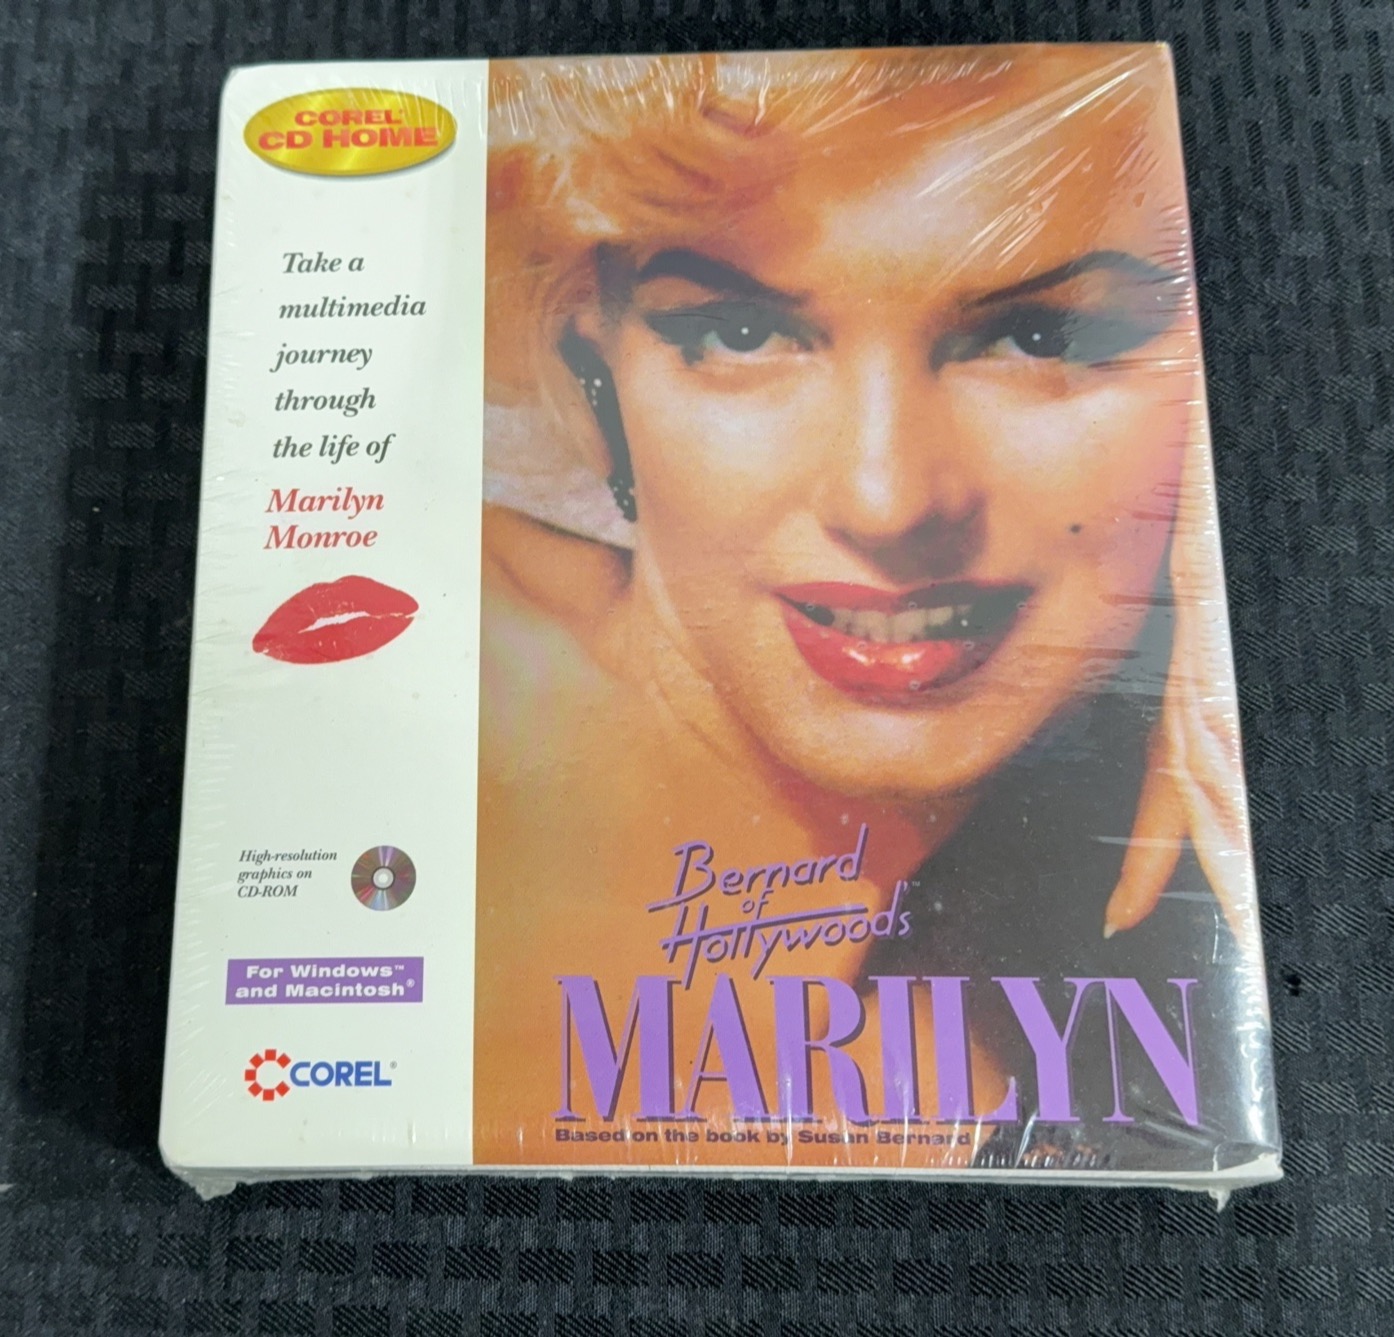 COREL
CD HOME
Take a
multimedia
journey
through
the life of
Marilyn
Monroe
High-resolution
graphics on
CD-ROM
For Windows™
and Macintosh®
COREL®
Bernard
of
Hollywood's™
MARILYN
Based on the book by Susan Bernard